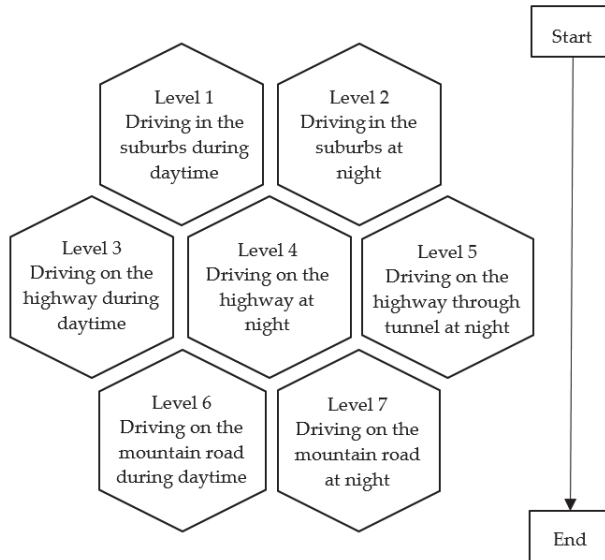 Start
Level 1
Driving in the
suburbs during
daytime
Level 2
Driving in the
suburbs at
night
Level 3
Driving on the
highway during
daytime
Level 4
Driving on the
highway at
night
Level 5
Driving on the
highway through
tunnel at night
Level 6
Driving on the
mountain road
during daytime
Level 7
Driving on the
mountain road
at night
End